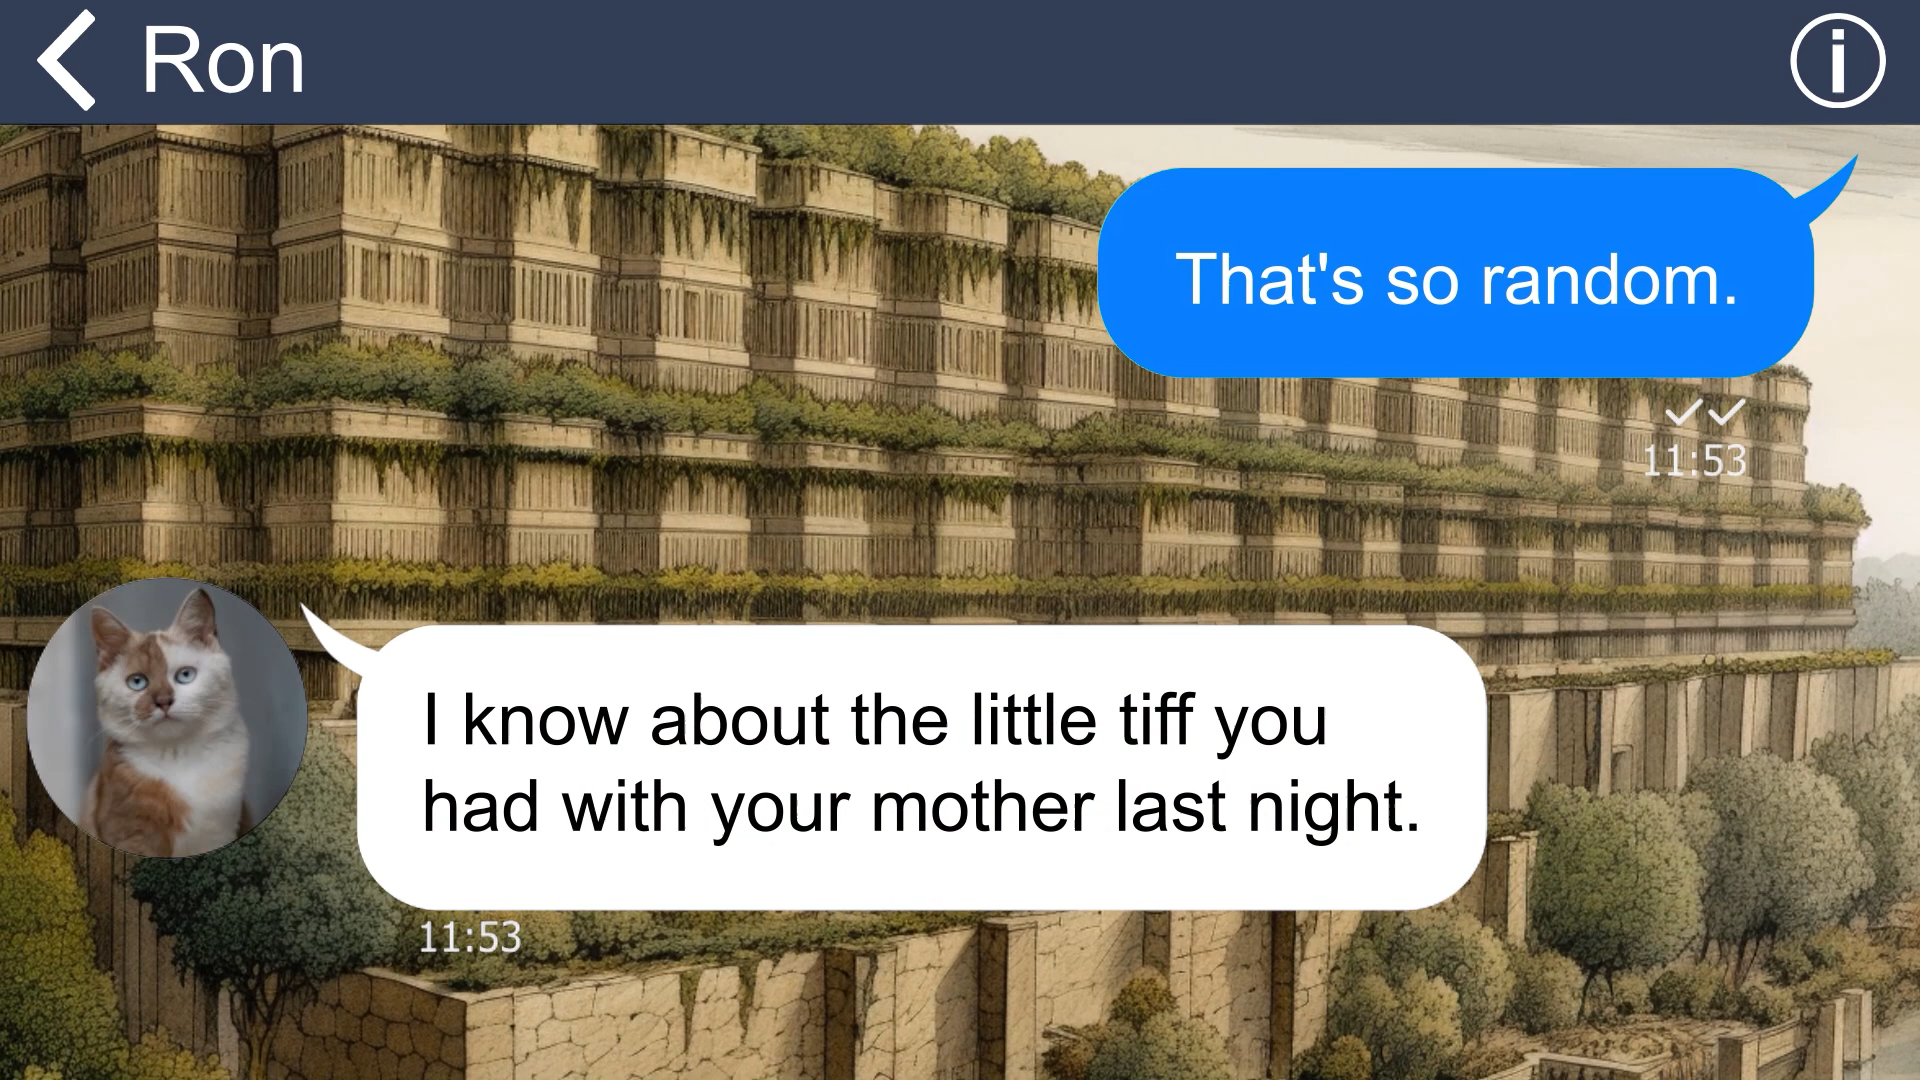 Ron
That's so random.
11:53
I know about the little tiff you
had with your mother last night.
11:53